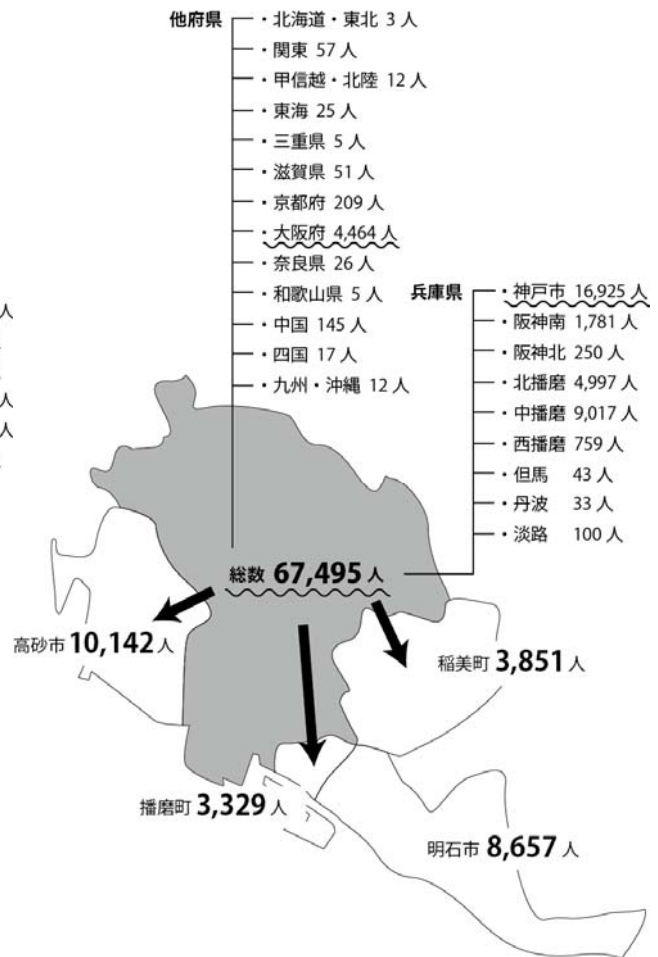 他府県
・北海道・東北 3 人
・関東 57 人
・甲信越・北陸 12 人
・東海 25 人
・三重県 5 人
・滋賀県 51 人
・京都府 209 人
・大阪府 4,464 人
・奈良県 26 人
・和歌山県 5 人
・中国 145 人
・四国 17 人
・九州・沖縄 12 人
兵庫県
・神戸市 16,925 人
・阪神南 1,781 人
・阪神北 250 人
・北播磨 4,997 人
・中播磨 9,017 人
・西播磨 759 人
・但馬 43 人
・丹波 33 人
・淡路 100 人
人
人
人
総数 67,495 人
高砂市 10,142 人
稲美町 3,851 人
播磨町 3,329 人
明石市 8,657 人